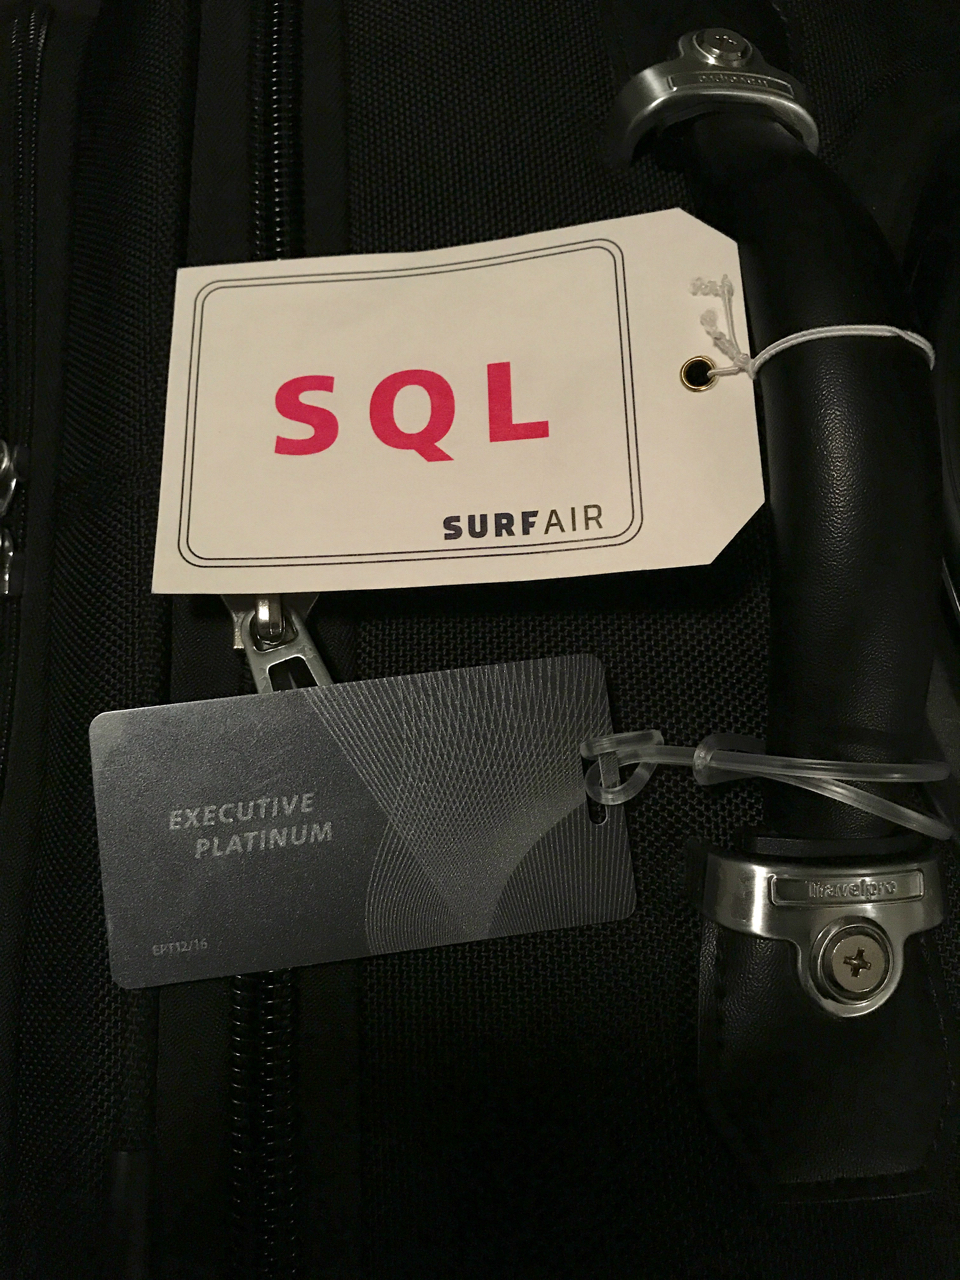 SQL
SURFAIR
EXECUTIVE
PLATINUM
EPT12/16
Travelpro